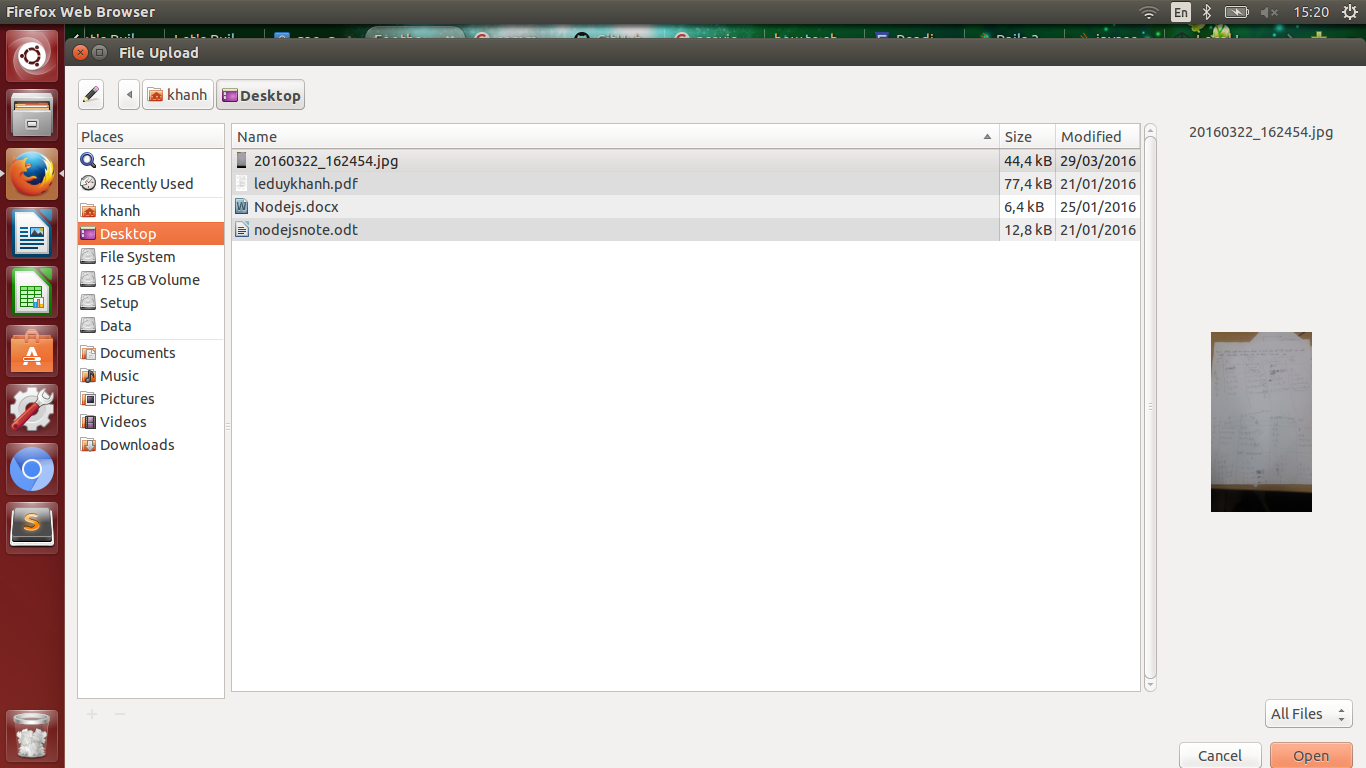 Firefox Web Browser
En
15:20
File Upload
khanh
Desktop
Places
Search
Recently Used
khanh
Desktop
File System
125 GB Volume
Setup
Data
Documents
Music
Pictures
Videos
Downloads
Name Size Modified
20160322_162454.jpg 44,4 kB 29/03/2016
leduykhanh.pdf 77,4 kB 21/01/2016
Nodejs.docx 6,4 kB 25/01/2016
nodejsnote.odt 12,8 kB 21/01/2016
20160322_162454.jpg
All Files
Cancel
Open